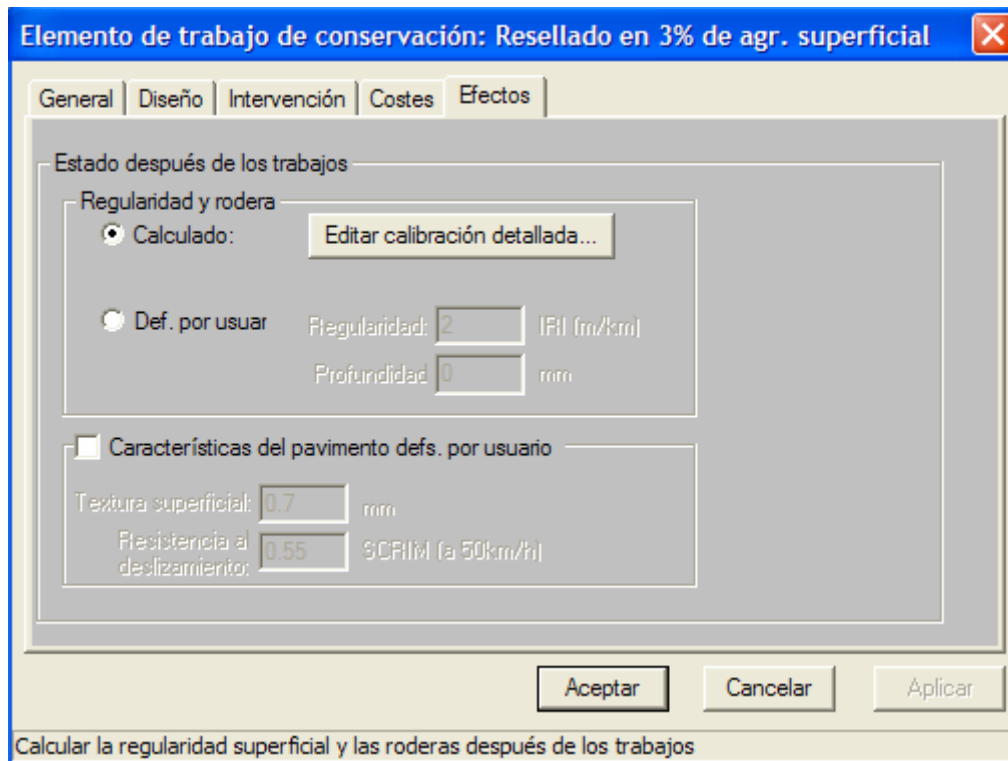 Elemento de trabajo de conservación: Resellado en 3% de agr. superficial
General Diseño Intervención Costes Efectos
Estado después de los trabajos
Regularidad y rodera
Calculado: Editar calibración detallada...
Def. por usuar Regularidad: 2 IRI (m/km)
Profundidad 0 mm
Características del pavimento defs. por usuario
Textura superficial: 0.7 mm
Resistencia al
deslizamiento: 0.55 SCRIM (a 50km/h)
Aceptar Cancelar Aplicar
Calcular la regularidad superficial y las roderas después de los trabajos